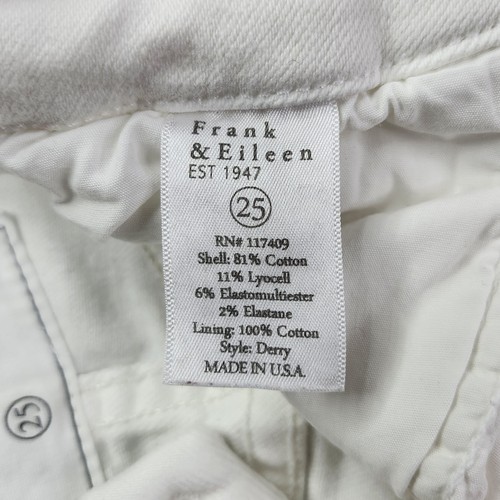 Frank
& Eileen
EST 1947
25
RN# 117409
Shell: 81% Cotton
11% Lyocell
6% Elastomultiester
2% Elastane
Lining: 100% Cotton
Style: Derry
MADE IN U.S.A.
25